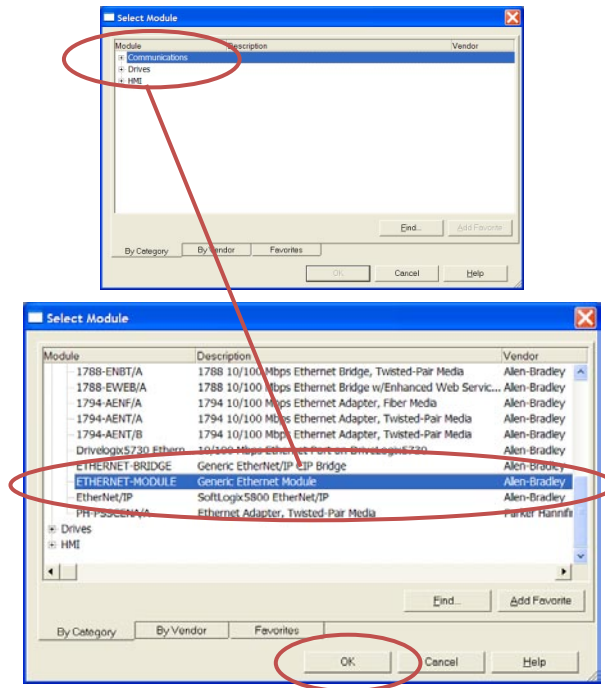 Select Module
Module Description Vendor
Communications
Drives
HMI
Find... Add Favorite
By Category By Vendor Favorites
OK Cancel Help
Select Module
Module Description Vendor
1788-ENBT/A 1788 10/100 Mbps Ethernet Bridge, Twisted-Pair Media Allen-Bradley
1788-EWEB/A 1788 10/100 Mbps Ethernet Bridge w/Enhanced Web Servic... Allen-Bradley
1794-AENF/A 1794 10/100 Mbps Ethernet Adapter, Fiber Media Allen-Bradley
1794-AENT/A 1794 10/100 Mbps Ethernet Adapter, Twisted-Pair Media Allen-Bradley
1794-AENT/B 1794 10/100 Mbps Ethernet Adapter, Twisted-Pair Media Allen-Bradley
Drivelogix5730 Ethern... 10/100 Mbps Ethernet Port on DriveLogix5730 Allen-Bradley
ETHERNET-BRIDGE Generic EtherNet/IP CIP Bridge Allen-Bradley
ETHERNET-MODULE Generic Ethernet Module Allen-Bradley
EtherNet/IP SoftLogix5800 EtherNet/IP Allen-Bradley
PH-PSSCENA/A Ethernet Adapter, Twisted-Pair Media Parker Hannifi
Drives
HMI
Find... Add Favorite
By Category By Vendor Favorites
OK Cancel Help